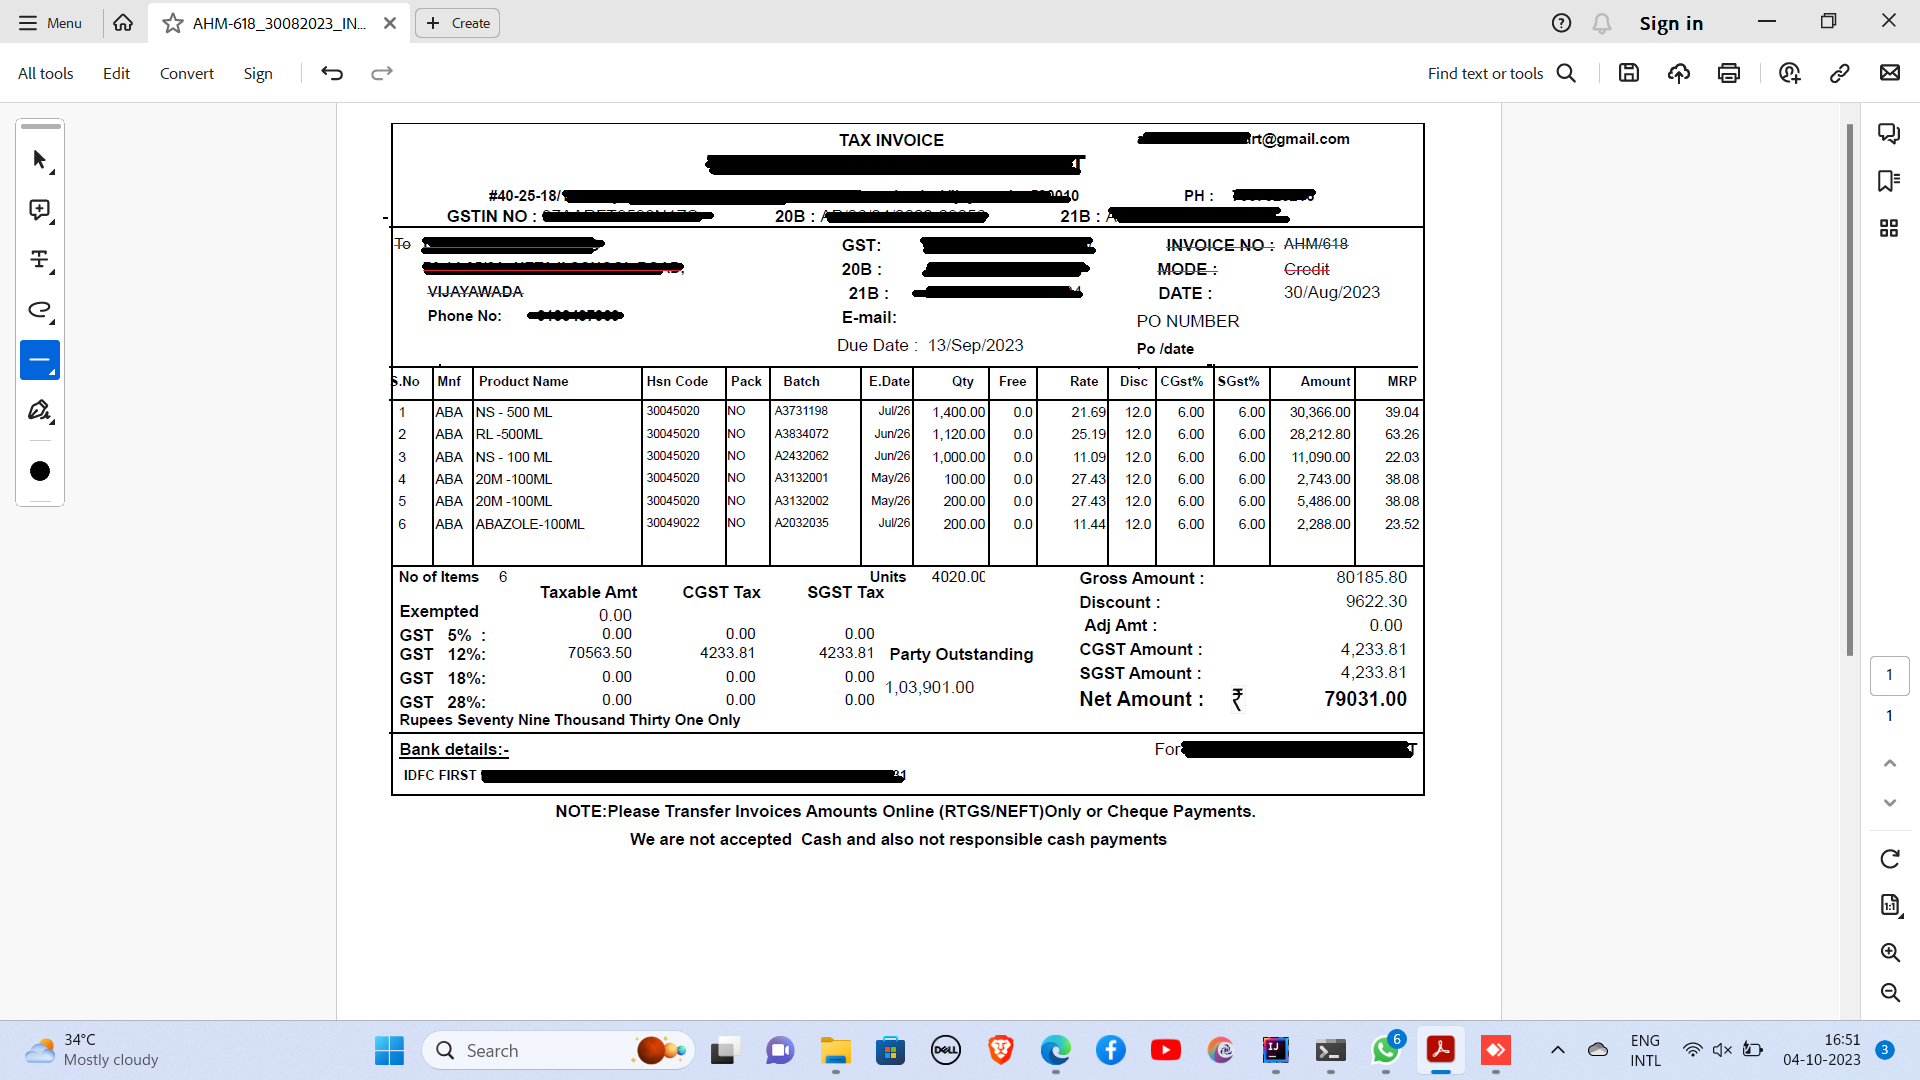 Menu
AHM-618_30082023_IN...
Create
Sign in
All tools
Edit
Convert
Sign
Find text or tools
TAX INVOICE
rt@gmail.com
#40-25-18/
PH :
GSTIN NO :
20B :
21B :
To
GST:
INVOICE NO : AHM/618
20B :
MODE : Credit
VIJAYAWADA
21B :
DATE : 30/Aug/2023
Phone No:
E-mail:
PO NUMBER
Due Date : 13/Sep/2023
Po /date
S.No Mnf Product Name Hsn Code Pack Batch E.Date Qty Free Rate Disc CGst% SGst% Amount MRP
1 ABA NS - 500 ML 30045020 NO A3731198 Jul/26 1,400.00 0.0 21.69 12.0 6.00 6.00 30,366.00 39.04
2 ABA RL -500ML 30045020 NO A3834072 Jun/26 1,120.00 0.0 25.19 12.0 6.00 6.00 28,212.80 63.26
3 ABA NS - 100 ML 30045020 NO A2432062 Jun/26 1,000.00 0.0 11.09 12.0 6.00 6.00 11,090.00 22.03
4 ABA 20M -100ML 30045020 NO A3132001 May/26 100.00 0.0 27.43 12.0 6.00 6.00 2,743.00 38.08
5 ABA 20M -100ML 30045020 NO A3132002 May/26 200.00 0.0 27.43 12.0 6.00 6.00 5,486.00 38.08
6 ABA ABAZOLE-100ML 30049022 NO A2032035 Jul/26 200.00 0.0 11.44 12.0 6.00 6.00 2,288.00 23.52
No of Items 6 Units 4020.00
Gross Amount : 80185.80
Taxable Amt CGST Tax SGST Tax
Discount : 9622.30
Exempted 0.00
Adj Amt : 0.00
GST 5% : 0.00 0.00 0.00
GST 12%: 70563.50 4233.81 4233.81 Party Outstanding
CGST Amount : 4,233.81
GST 18%: 0.00 0.00 0.00 1,03,901.00
SGST Amount : 4,233.81
GST 28%: 0.00 0.00 0.00
Net Amount : ₹ 79031.00
Rupees Seventy Nine Thousand Thirty One Only
Bank details:-
For
IDFC FIRST
NOTE:Please Transfer Invoices Amounts Online (RTGS/NEFT)Only or Cheque Payments.
We are not accepted Cash and also not responsible cash payments
1
1
34°C
Mostly cloudy
Search
DELL
IJ
6
ENG
INTL
16:51
04-10-2023
3